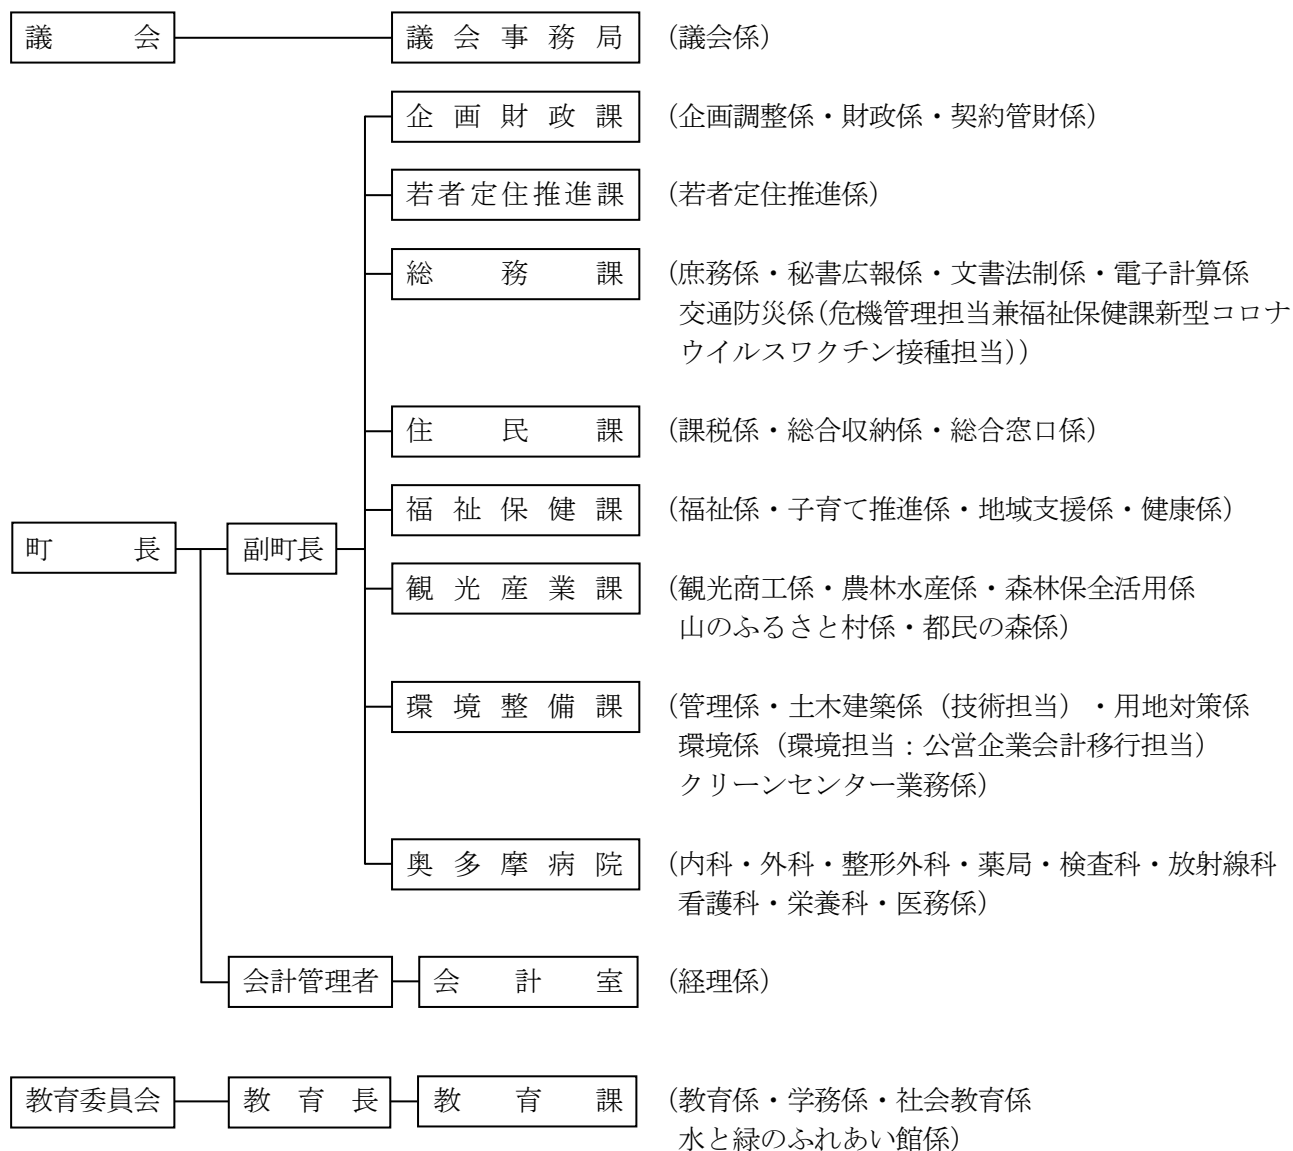 議会 議会事務局 (議会係)
企画財政課 (企画調整係・財政係・契約管財係)
若者定住推進課 (若者定住推進係)
総務課 (庶務係・秘書広報係・文書法制係・電子計算係
交通防災係(危機管理担当兼福祉保健課新型コロナ
ウイルスワクチン接種担当))
住民課 (課税係・総合収納係・総合窓口係)
福祉保健課 (福祉係・子育て推進係・地域支援係・健康係)
町長 副町長
観光産業課 (観光商工係・農林水産係・森林保全活用係
山のふるさと村係・都民の森係)
環境整備課 (管理係・土木建築係(技術担当)・用地対策係
環境係(環境担当:公営企業会計移行担当)
クリーンセンター業務係)
奥多摩病院 (内科・外科・整形外科・薬局・検査科・放射線科
看護科・栄養科・医務係)
会計管理者 会計室 (経理係)
教育委員会 教育長 教育課 (教育係・学務係・社会教育係
水と緑のふれあい館係)